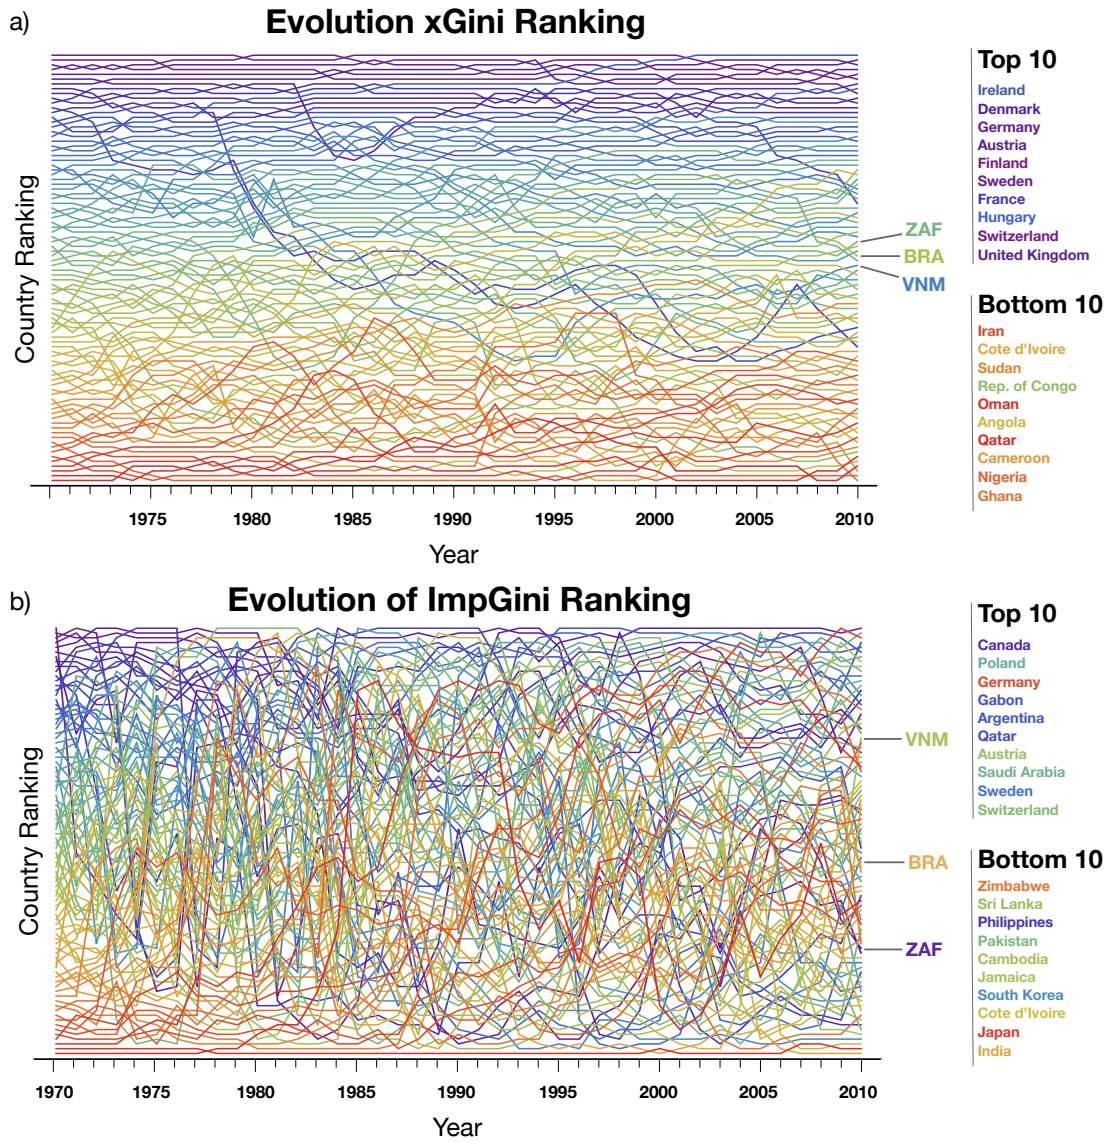 a)
Evolution xGini Ranking
Country Ranking
1975 1980 1985 1990 1995 2000 2005 2010
Year
ZAF
BRA
VNM
Top 10
Ireland
Denmark
Germany
Austria
Finland
Sweden
France
Hungary
Switzerland
United Kingdom
Bottom 10
Iran
Cote d'Ivoire
Sudan
Rep. of Congo
Oman
Angola
Qatar
Cameroon
Nigeria
Ghana
b)
Evolution of ImpGini Ranking
Country Ranking
1970 1975 1980 1985 1990 1995 2000 2005 2010
Year
VNM
BRA
ZAF
Top 10
Canada
Poland
Germany
Gabon
Argentina
Qatar
Austria
Saudi Arabia
Sweden
Switzerland
Bottom 10
Zimbabwe
Sri Lanka
Philippines
Pakistan
Cambodia
Jamaica
South Korea
Cote d’Ivoire
Japan
India